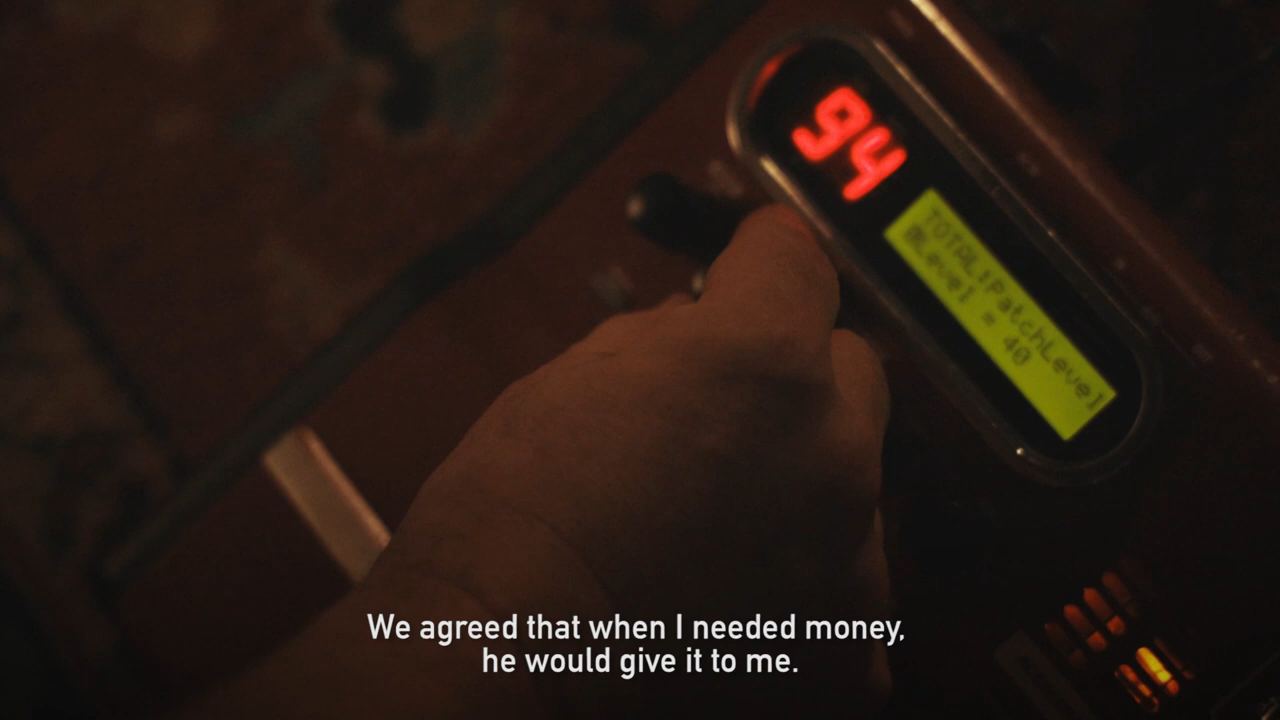 94
TOTAL:PatchLevel
Level = 40
We agreed that when I needed money,
he would give it to me.